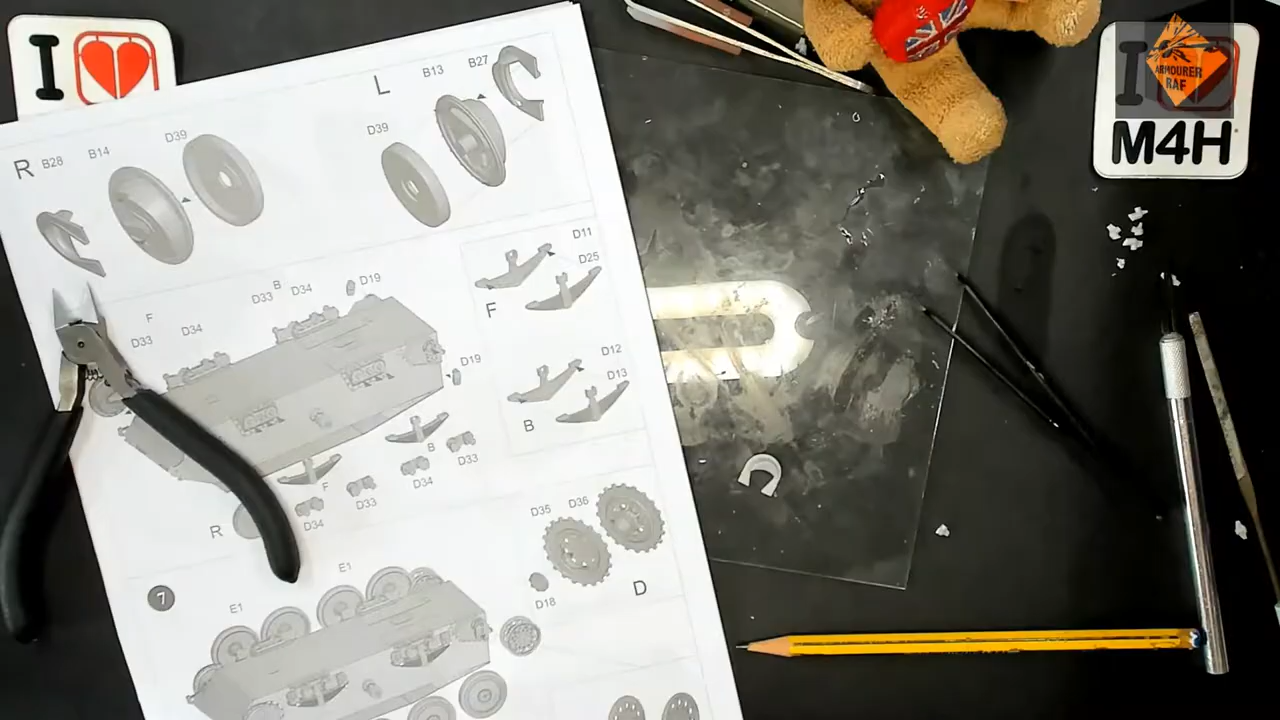 I
I
ARMOURER
RAF
M4H
L
B13
B27
D39
R
B28
B14
D39
D11
D25
F
D12
D13
B
B
D33
D34
D19
F
D33
D34
D19
B
D33
D34
F
D33
D34
R
D35
D36
D18
D
7
E1
E1